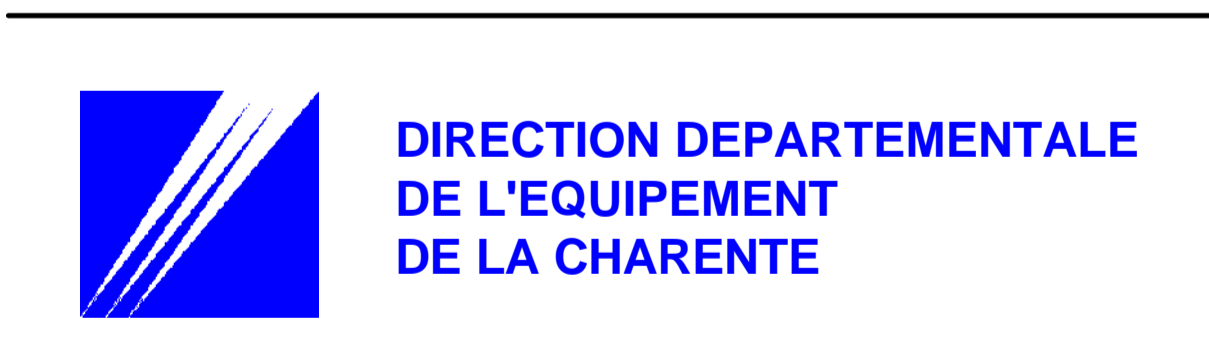 DIRECTION DEPARTEMENTALE
DE L'EQUIPEMENT
DE LA CHARENTE